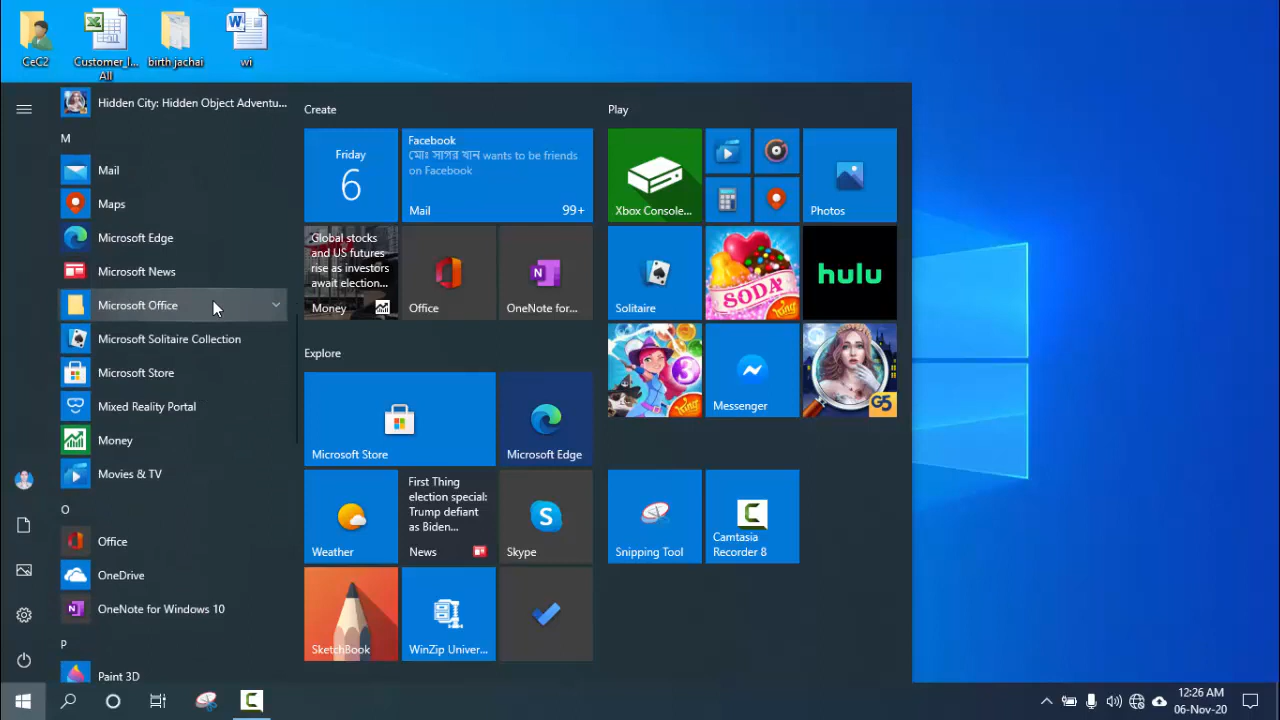 CeC2
Customer_I...
All
birth jachai
wi
Hidden City: Hidden Object Adventu...
M
Mail
Maps
Microsoft Edge
Microsoft News
Microsoft Office
Microsoft Solitaire Collection
Microsoft Store
Mixed Reality Portal
Money
Movies & TV
O
Office
OneDrive
OneNote for Windows 10
P
Paint 3D
Create
Friday
6
Facebook
মোঃ সাগর খান wants to be friends
on Facebook
Mail
99+
Global stocks
and US futures
rise as investors
await election...
Money
Office
OneNote for...
Explore
Microsoft Store
Microsoft Edge
Weather
First Thing
election special:
Trump defiant
as Biden...
News
Skype
SketchBook
WinZip Univer...
Play
Xbox Console...
Photos
Solitaire
SODA
King
hulu
3
King
Messenger
G5
Snipping Tool
Camtasia
Recorder 8
12:26 AM
06-Nov-20